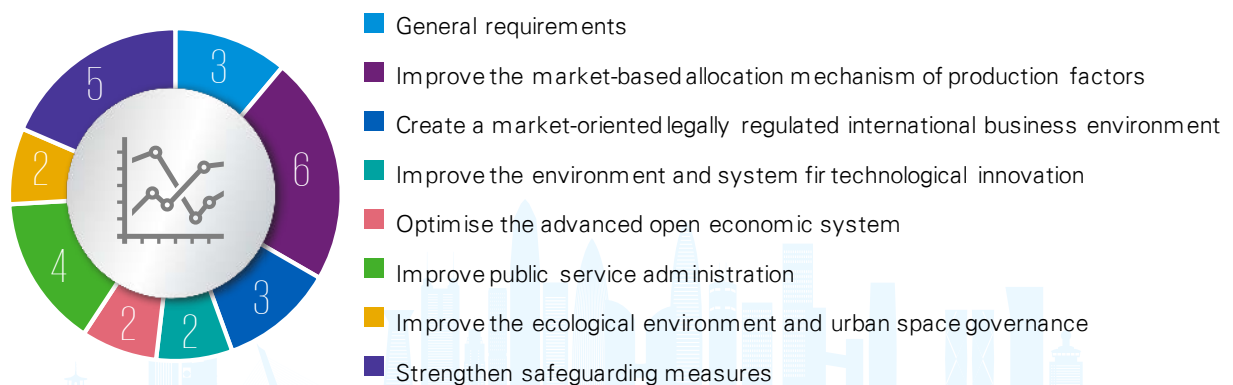 3
General requirements
6
Improve the market-based allocation mechanism of production factors
3
Create a market-oriented legally regulated international business environment
2
Improve the environment and system fir technological innovation
2
Optimise the advanced open economic system
4
Improve public service administration
2
Improve the ecological environment and urban space governance
5
Strengthen safeguarding measures